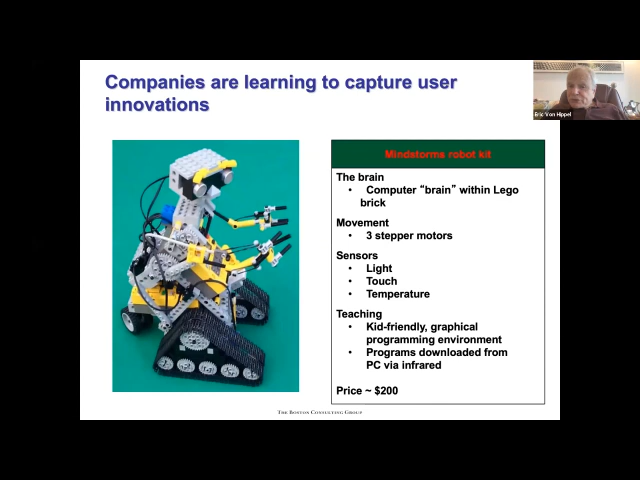 Companies are learning to capture user
innovations
Eric Von Hippel
Mindstorms robot kit
The brain
• Computer “brain” within Lego
brick
Movement
• 3 stepper motors
Sensors
• Light
• Touch
• Temperature
Teaching
• Kid-friendly, graphical
programming environment
• Programs downloaded from
PC via infrared
Price ~ $200
THE BOSTON CONSULTING GROUP